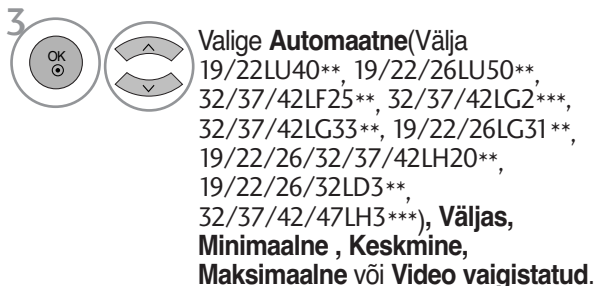 3
OK
Valige Automaatne(Välja
19/22LU40**, 19/22/26LU50**,
32/37/42LF25**, 32/37/42LG2***,
32/37/42LG33**, 19/22/26LG31**,
19/22/26/32/37/42LH20**,
19/22/26/32LD3**,
32/37/42/47LH3***), Väljas,
Minimaalne , Keskmine,
Maksimaalne või Video vaigistatud.